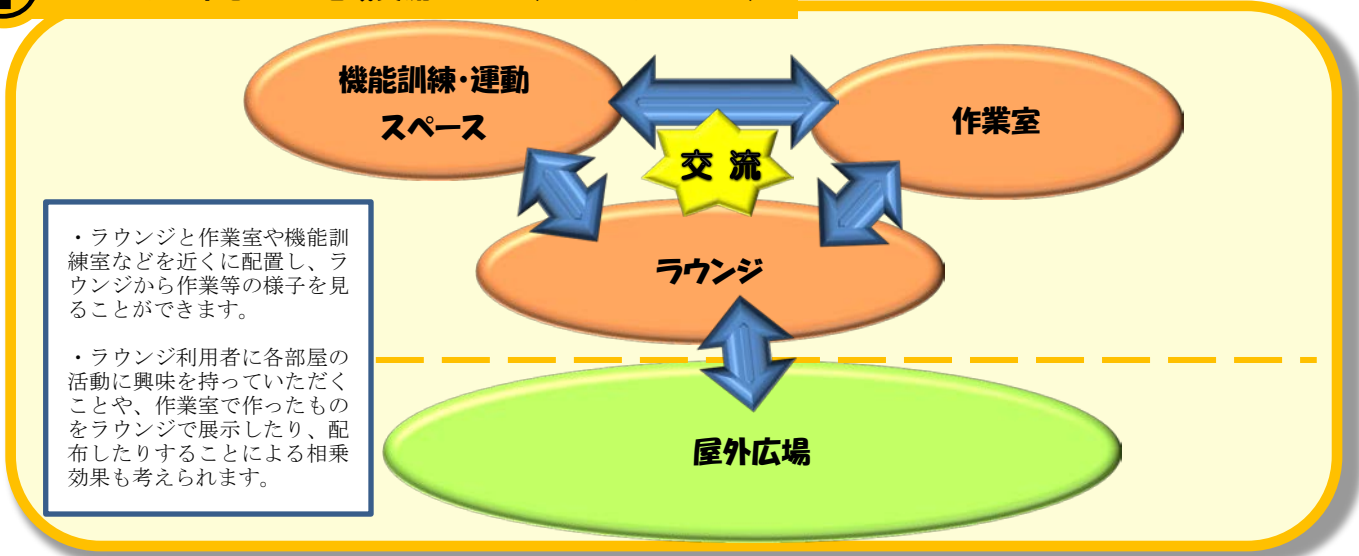 機能訓練・運動
スペース
作業室
交 流
ラウンジ
・ラウンジと作業室や機能訓
練室などを近くに配置し、ラ
ウンジから作業等の様子を見
ることができます。
・ラウンジ利用者に各部屋の
活動に興味を持っていただく
ことや、作業室で作ったもの
をラウンジで展示したり、配
布したりすることによる相乗
効果も考えられます。
屋外広場